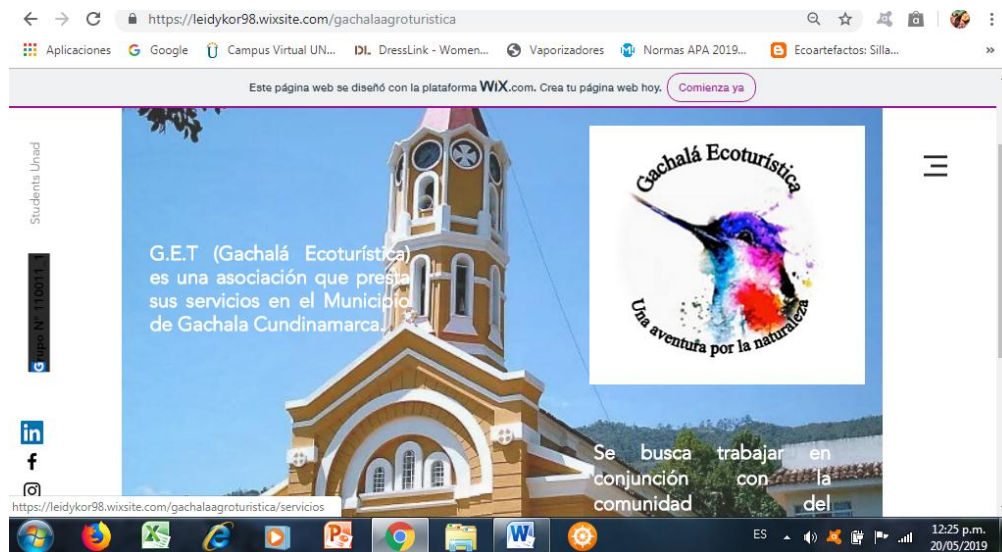 https://leidykor98.wixsite.com/gachalaagroturistica
Aplicaciones
Google
Campus Virtual UN...
DL
DressLink - Women...
Vaporizadores
Normas APA 2019...
Ecoartefactos: Silla...
»
Este página web se diseñó con la plataforma WiX.com. Crea tu página web hoy.
Comienza ya
Students Unad
Grupo N° 110011_1
G.E.T (Gachalá Ecoturística)
es una asociación que presta
sus servicios en el Municipio
de Gachala Cundinamarca.
Gachalá Ecoturística
Una aventura por la naturaleza
Se busca trabajar en
conjunción con la
comunidad del
in
f
https://leidykor98.wixsite.com/gachalaagroturistica/servicios
ES
12:25 p.m.
20/05/2019